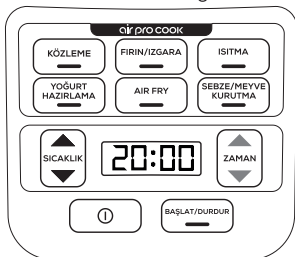 air pro cook
KÖZLEME
FIRIN/IZGARA
ISITMA
YOĞURT
HAZIRLAMA
AIR FRY
SEBZE/MEYVE
KURUTMA
SICAKLIK
20:00
ZAMAN
BAŞLAT/DURDUR